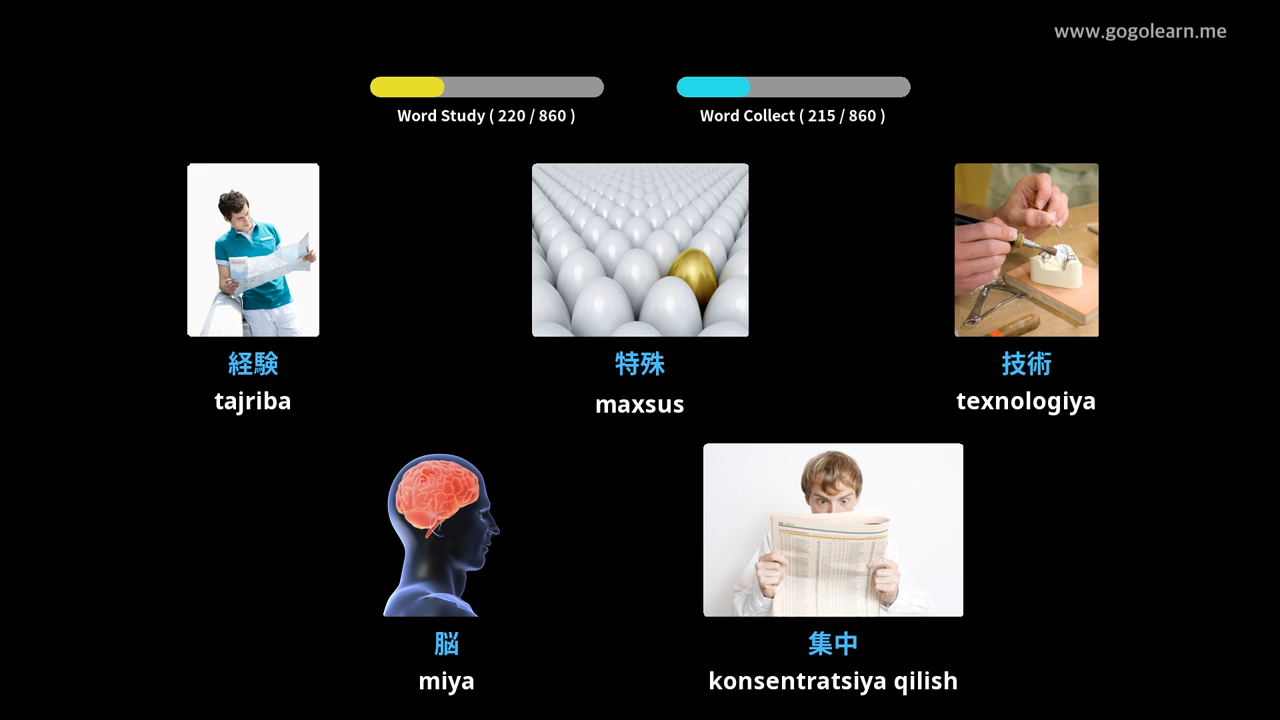 www.gogolearn.me
Word Study ( 220 / 860 )
Word Collect ( 215 / 860 )
経験
tajriba
特殊
maxsus
技術
texnologiya
脳
miya
集中
konsentratsiya qilish